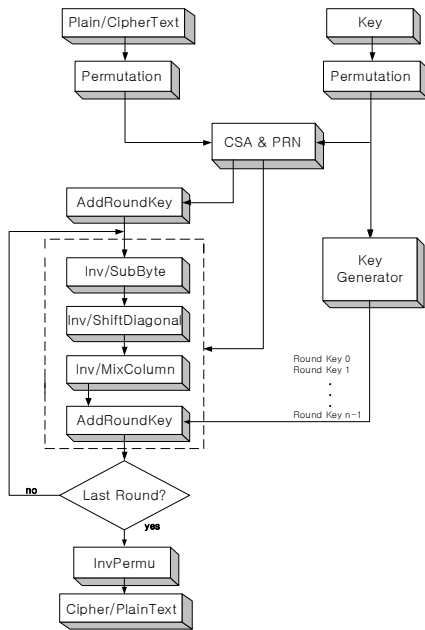 Plain/CipherText
Key
Permutation
Permutation
CSA & PRN
AddRoundKey
Key
Generator
Inv/SubByte
Inv/ShiftDiagonal
Inv/MixColumn
Round Key 0
Round Key 1
.
.
.
Round Key n-1
AddRoundKey
Last Round?
no
yes
InvPermu
Cipher/PlainText